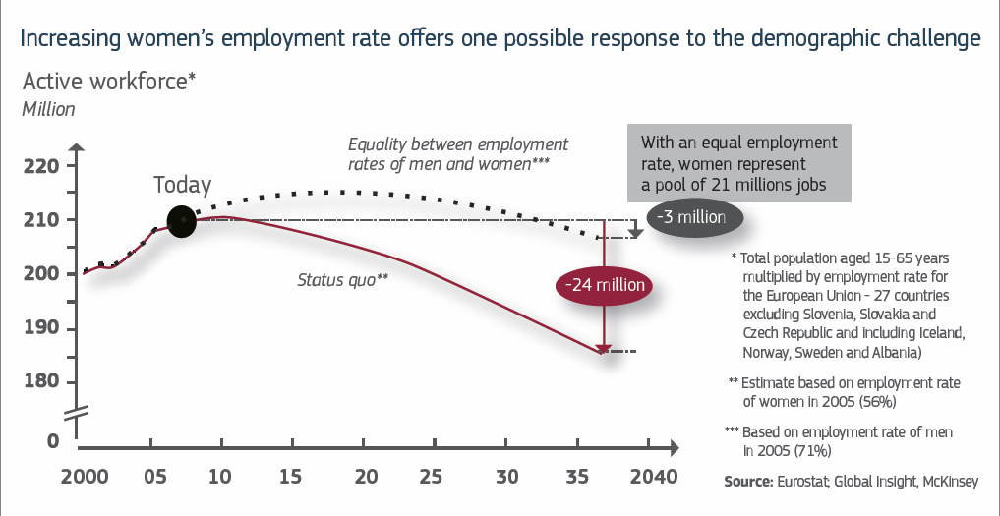 Increasing women's employment rate offers one possible response to the demographic challenge
Active workforce*
Million
Equality between employment
rates of men and women***
With an equal employment
rate, women represent
a pool of 21 millions jobs
Today
-3 million
Status quo**
-24 million
220
210
200
190
180
0
2000 05 10 15 20 25 30 35 2040
* Total population aged 15-65 years
multiplied by employment rate for
the European Union - 27 countries
excluding Slovenia, Slovakia and
Czech Republic and including Iceland,
Norway, Sweden and Albania)
** Estimate based on employment rate
of women in 2005 (56%)
*** Based on employment rate of men
in 2005 (71%)
Source: Eurostat; Global Insight, McKinsey